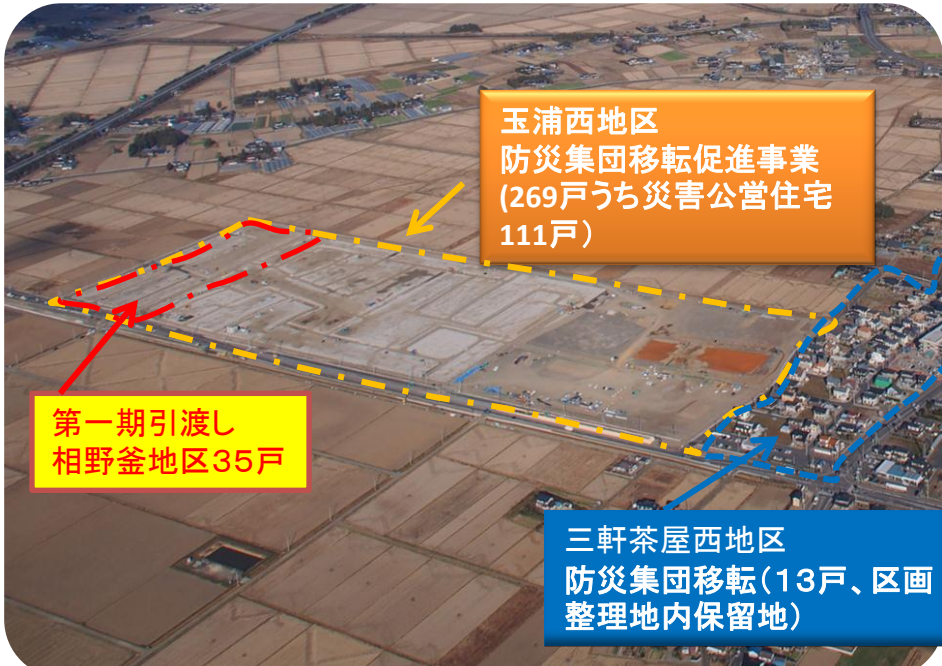 玉浦西地区
防災集団移転促進事業
(269戸うち災害公営住宅
111戸）
第一期引渡し
相野釜地区３５戸
三軒茶屋西地区
防災集団移転（１３戸、区画
整理地内保留地）